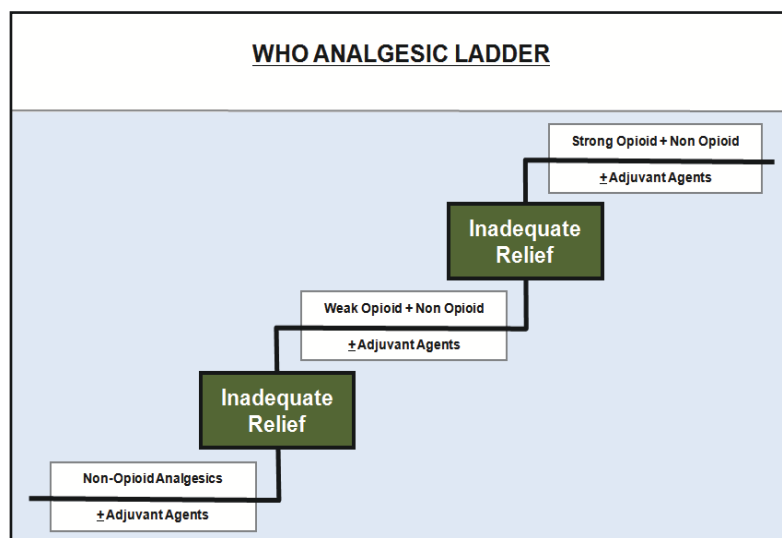 WHO ANALGESIC LADDER
Strong Opioid + Non Opioid
± Adjuvant Agents
Inadequate
Relief
Weak Opioid + Non Opioid
± Adjuvant Agents
Inadequate
Relief
Non-Opioid Analgesics
± Adjuvant Agents